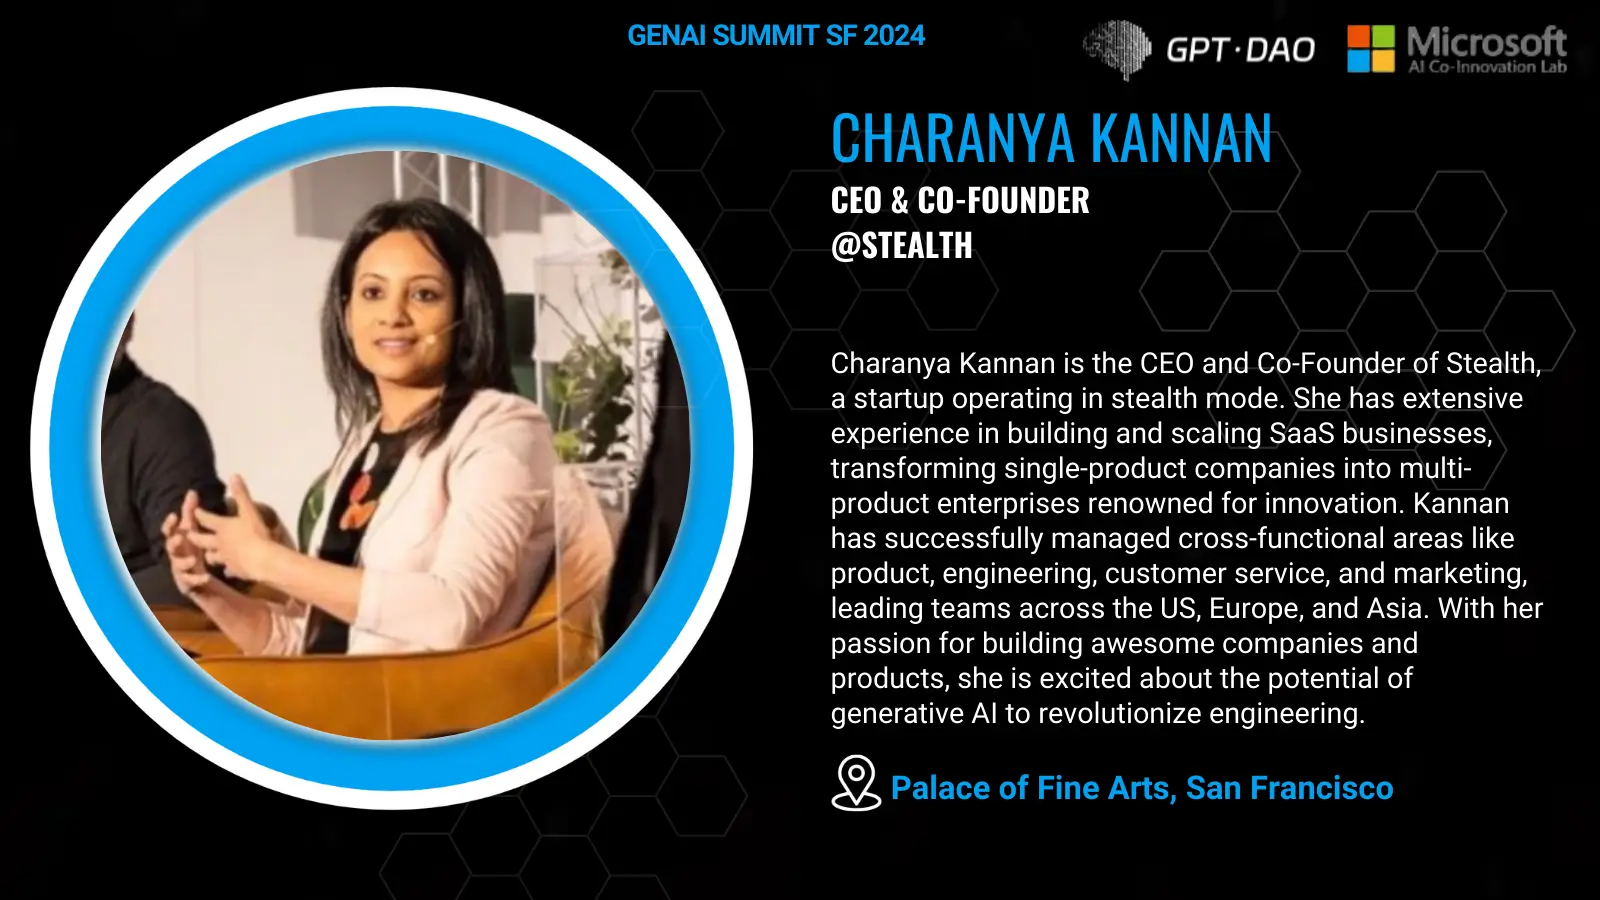 GENAI SUMMIT SF 2024
GPT·DAO
Microsoft
AI Co-Innovation Lab
CHARANYA KANNAN
CEO & CO-FOUNDER
@STEALTH
Charanya Kannan is the CEO and Co-Founder of Stealth,
a startup operating in stealth mode. She has extensive
experience in building and scaling SaaS businesses,
transforming single-product companies into multi-
product enterprises renowned for innovation. Kannan
has successfully managed cross-functional areas like
product, engineering, customer service, and marketing,
leading teams across the US, Europe, and Asia. With her
passion for building awesome companies and
products, she is excited about the potential of
generative AI to revolutionize engineering.
Palace of Fine Arts, San Francisco